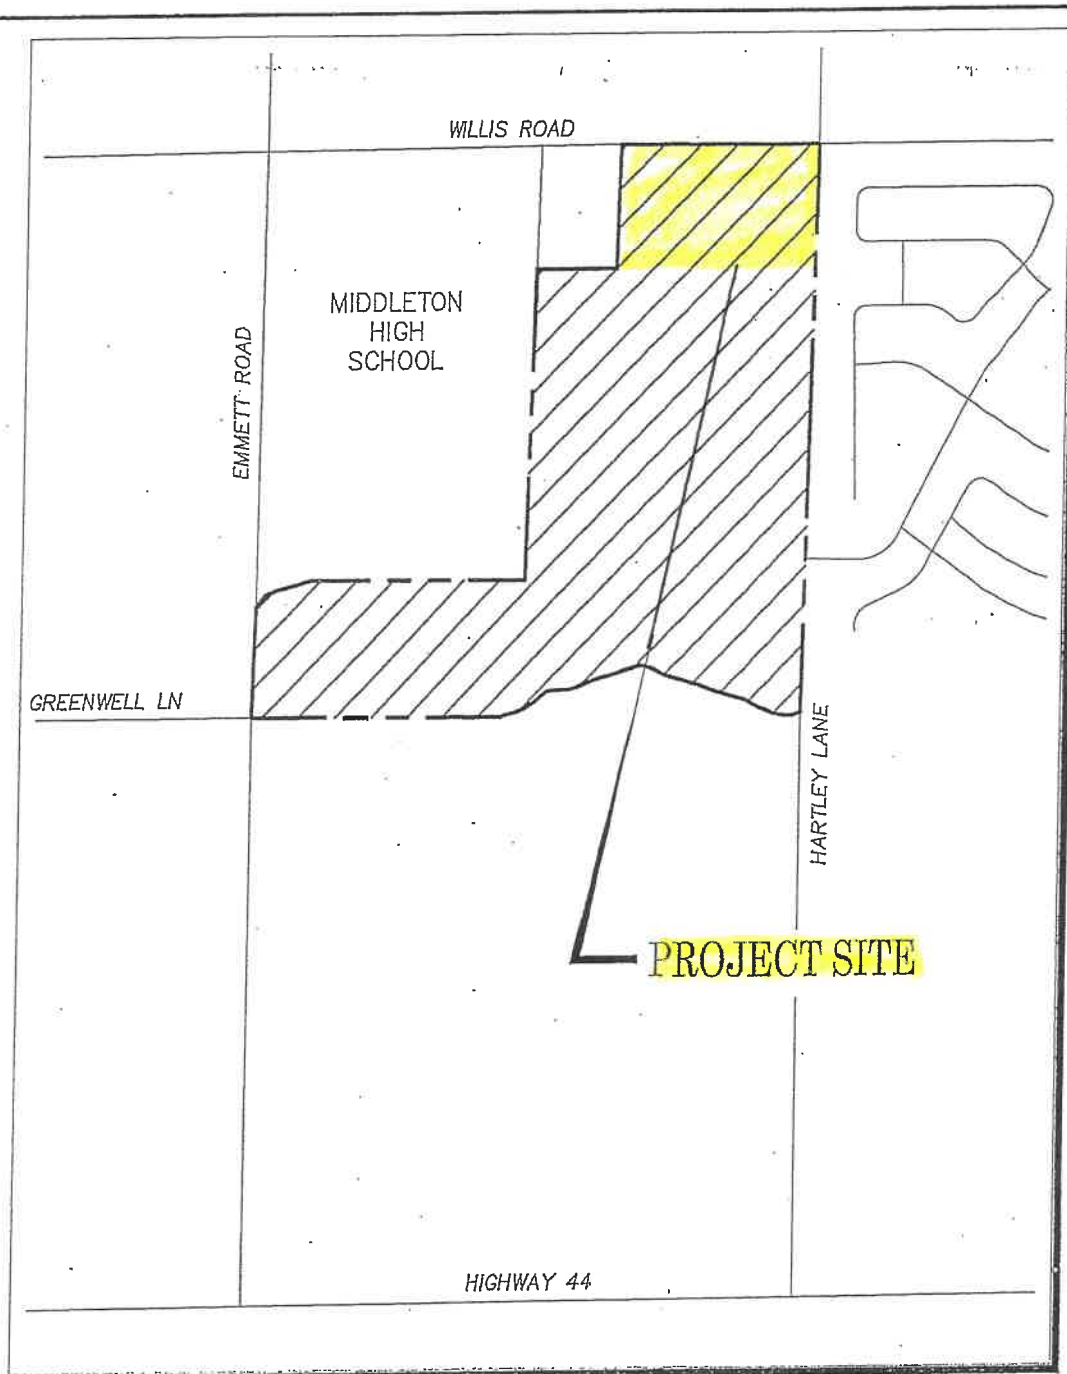 WILLIS ROAD
MIDDLETON
HIGH
SCHOOL
EMMETT ROAD
GREENWELL LN
HARTLEY LANE
PROJECT SITE
HIGHWAY 44